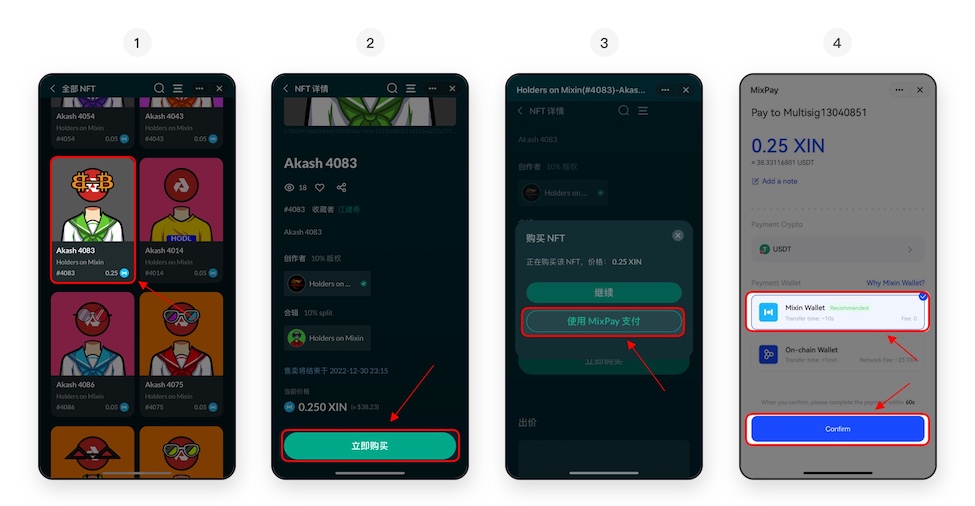 1
2
3
4
全部 NFT
Akash 4054
Akash 4043
Holders on Mixin
Holders on Mixin
#4054
0.05
#4043
0.05
Akash 4083
Holders on Mixin
#4083
0.25
HODL
Akash 4014
Holders on Mixin
#4014
0.05
Akash 4086
Holders on Mixin
#4086
0.05
Akash 4075
Holders on Mixin
#4075
0.05
NFT 详情
Akash 4083
18
#4083 收藏者
Akash 4083
创作者 10% 版权
Holders on ...
合辑 10% split
Holders on Mixin
售卖将结束于 2022-12-30 23:15
当前价格
0.250 XIN (≈ $38.23)
立即购买
Holders on Mixin(#4083)-Akas...
NFT 详情
Akash 4083
创作者 10% 版权
Holders on ...
购买 NFT
正在购买该 NFT，价格： 0.25 XIN
继续
使用 MixPay 支付
立即购买
出价
MixPay
Pay to Multisig13040851
0.25 XIN
≈ 38.33116801 USDT
Add a note
Payment Crypto
USDT
Payment Wallet
Why Mixin Wallet?
Mixin Wallet Recommended
Transfer time: ~10s
Fee: 0
On-chain Wallet
Transfer time: <1min
When you confirm, please complete the payment within 60s
Confirm